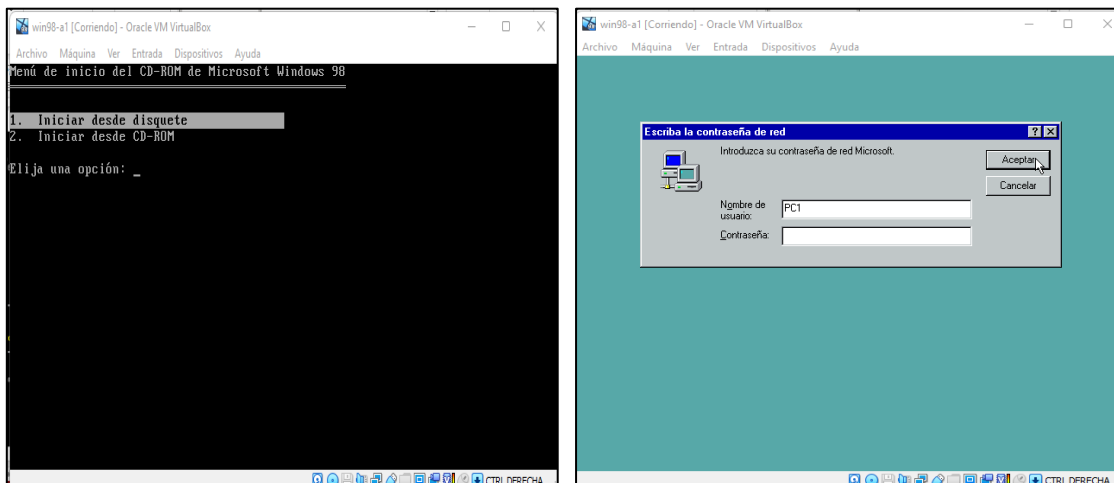 win98-a1 [Corriendo] - Oracle VM VirtualBox
Archivo Máquina Ver Entrada Dispositivos Ayuda
Menú de inicio del CD-ROM de Microsoft Windows 98
1. Iniciar desde disquete
2. Iniciar desde CD-ROM
Elija una opción: _
CTRL DERECHA
win98-a1 [Corriendo] - Oracle VM VirtualBox
Archivo Máquina Ver Entrada Dispositivos Ayuda
Escriba la contraseña de red
Introduzca su contraseña de red Microsoft.
Aceptar
Cancelar
Nombre de
usuario:
PC1
Contraseña:
CTRL DERECHA